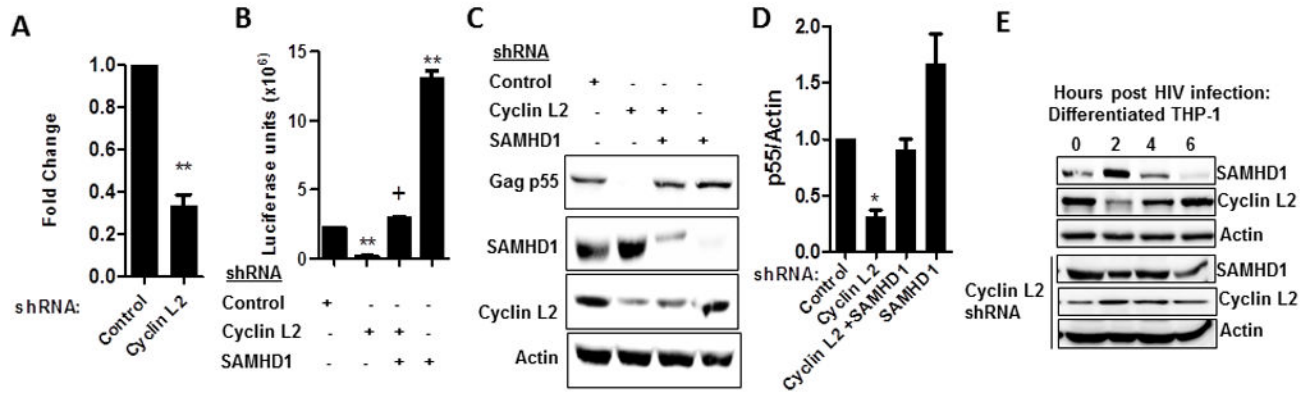 A
Fold Change
1.0
0.8
0.6
0.4
0.2
0.0
**
shRNA:
Control
Cyclin L2
B
Luciferase units (x10⁶)
15
10
5
0
**
+
**
shRNA
Control + - - -
Cyclin L2 - + + -
SAMHD1 - - + +
C
shRNA
Control + - - -
Cyclin L2 - + + -
SAMHD1 - - + +
Gag p55
SAMHD1
Cyclin L2
Actin
D
p55/Actin
2.0
1.5
1.0
0.5
0.0
*
shRNA:
Control
Cyclin L2
Cyclin L2 +SAMHD1
SAMHD1
E
Hours post HIV infection:
Differentiated THP-1
0 2 4 6
SAMHD1
Cyclin L2
Actin
Cyclin L2
shRNA
SAMHD1
Cyclin L2
Actin